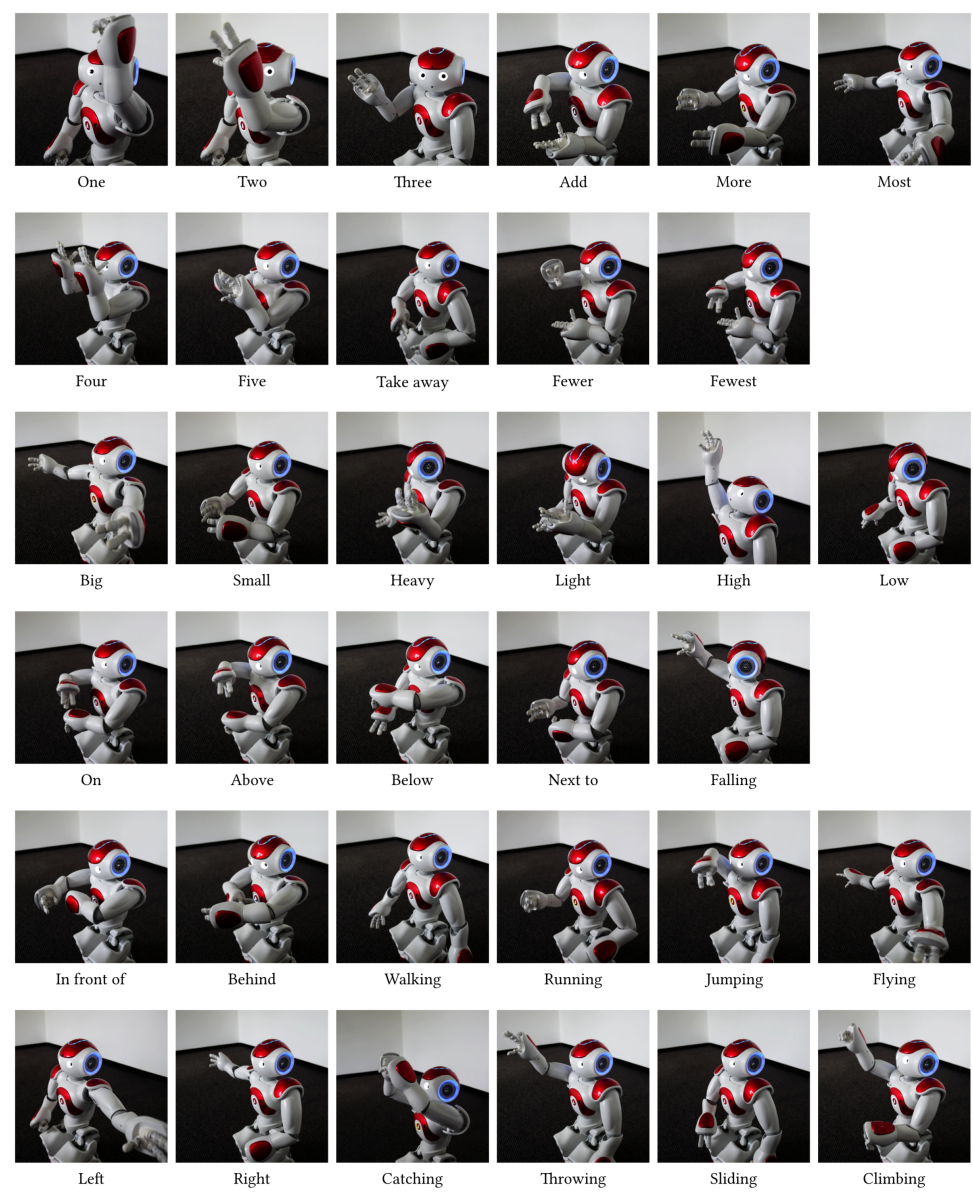 One Two Three Add More Most
Four Five Take away Fewer Fewest
Big Small Heavy Light High Low
On Above Below Next to Falling
In front of Behind Walking Running Jumping Flying
Left Right Catching Throwing Sliding Climbing